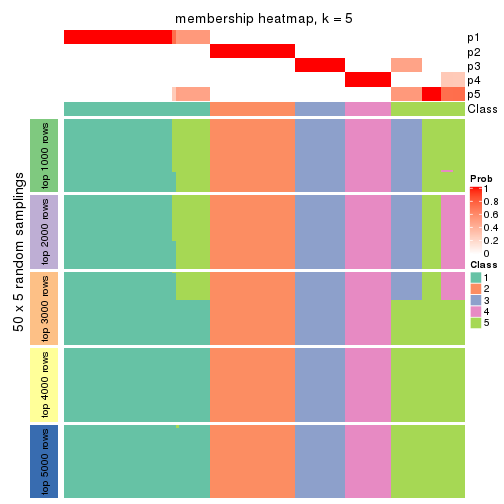 membership heatmap, k = 5
p1
p2
p3
p4
p5
Class
50 x 5 random samplings
top 1000 rows
top 2000 rows
top 3000 rows
top 4000 rows
top 5000 rows
Prob
1
0.8
0.6
0.4
0.2
0
Class
1
2
3
4
5